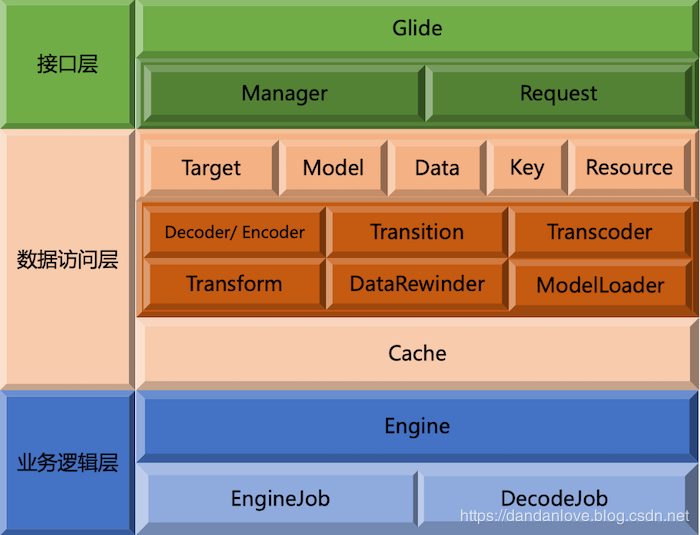 接口层
Glide
Manager
Request
数据访问层
Target
Model
Data
Key
Resource
Decoder/ Encoder
Transition
Transcoder
Transform
DataRewinder
ModelLoader
Cache
业务逻辑层
Engine
EngineJob
DecodeJob
https://dandanlove.blog.csdn.net